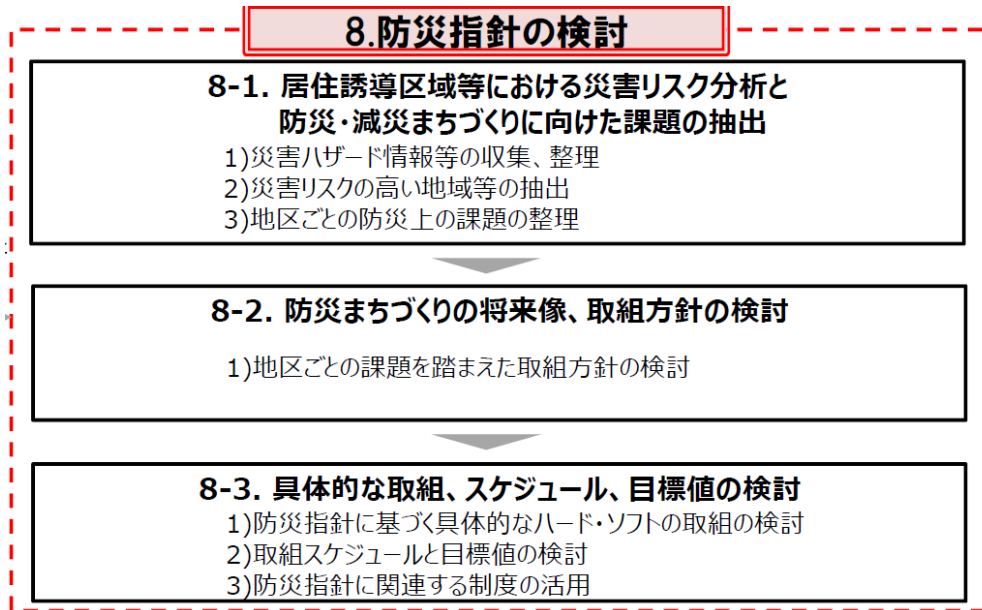 8.防災指針の検討
8-1. 居住誘導区域等における災害リスク分析と
防災・減災まちづくりに向けた課題の抽出
1)災害ハザード情報等の収集、整理
2)災害リスクの高い地域等の抽出
3)地区ごとの防災上の課題の整理
8-2. 防災まちづくりの将来像、取組方針の検討
1)地区ごとの課題を踏まえた取組方針の検討
8-3. 具体的な取組、スケジュール、目標値の検討
1)防災指針に基づく具体的なハード・ソフトの取組の検討
2)取組スケジュールと目標値の検討
3)防災指針に関連する制度の活用